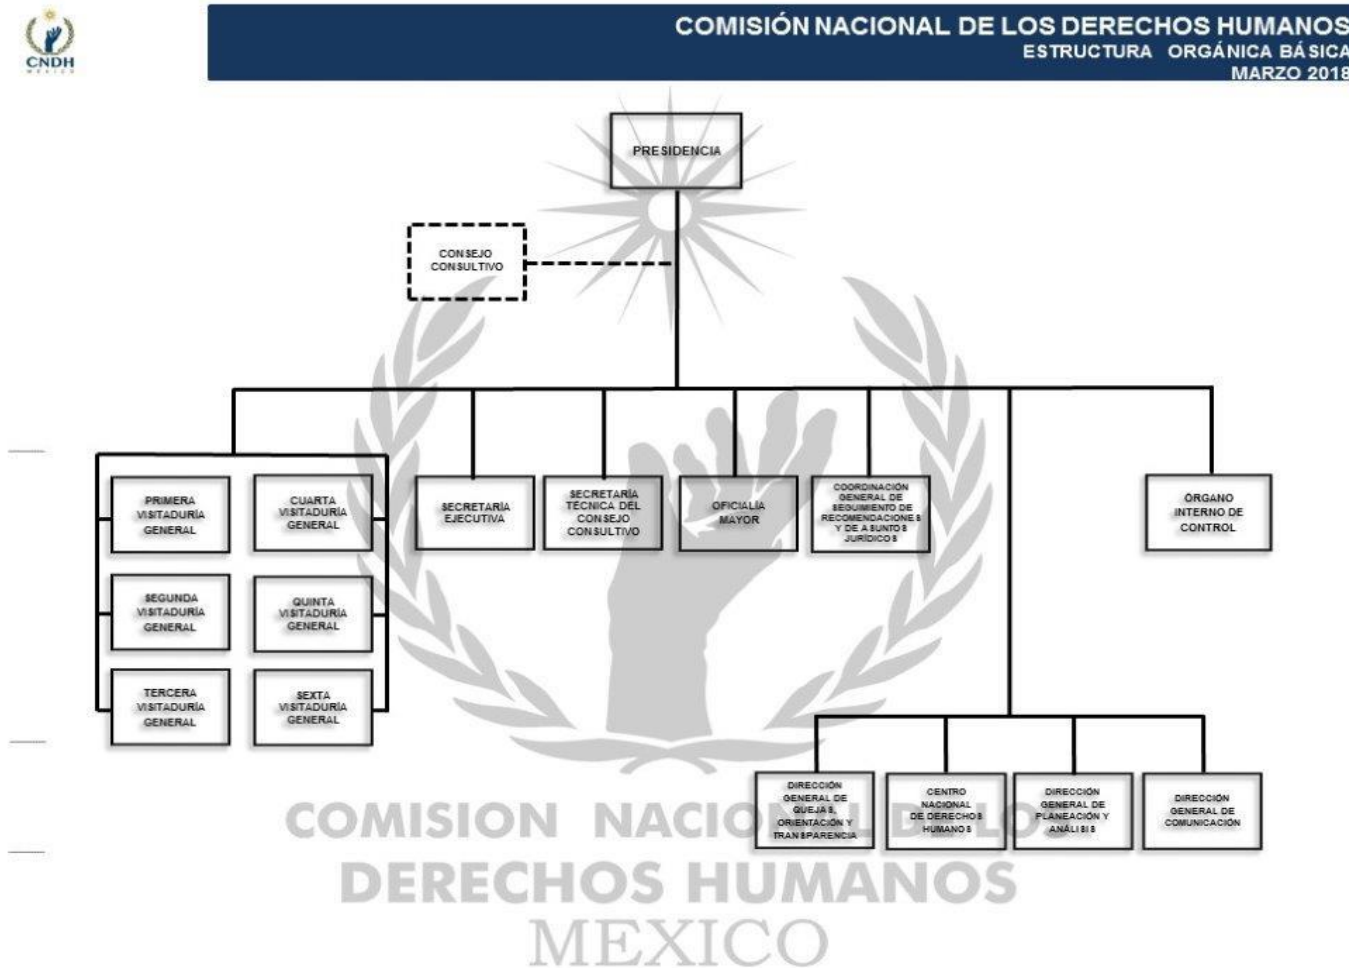 CNDH
MÉXICO
COMISIÓN NACIONAL DE LOS DERECHOS HUMANOS
ESTRUCTURA ORGÁNICA BÁSICA
MARZO 2018
PRESIDENCIA
CONSEJO
CONSULTIVO
PRIMERA
VISITADURÍA
GENERAL
CUARTA
VISITADURÍA
GENERAL
SEGUNDA
VISITADURÍA
GENERAL
QUINTA
VISITADURÍA
GENERAL
TERCERA
VISITADURÍA
GENERAL
SEXTA
VISITADURÍA
GENERAL
SECRETARÍA
EJECUTIVA
SECRETARÍA
TÉCNICA DEL
CONSEJO
CONSULTIVO
OFICIALÍA
MAYOR
COORDINACIÓN
GENERAL DE
SEGUIMIENTO DE
RECOMENDACIONES
Y DE ASUNTOS
JURÍDICOS
ÓRGANO
INTERNO DE
CONTROL
DIRECCIÓN
GENERAL DE
QUEJAS,
ORIENTACIÓN Y
TRANSPARENCIA
CENTRO
NACIONAL
DE DERECHOS
HUMANOS
DIRECCIÓN
GENERAL DE
PLANEACIÓN Y
ANÁLISIS
DIRECCIÓN
GENERAL DE
COMUNICACIÓN
COMISION NACIONAL DE LOS
DERECHOS HUMANOS
MEXICO